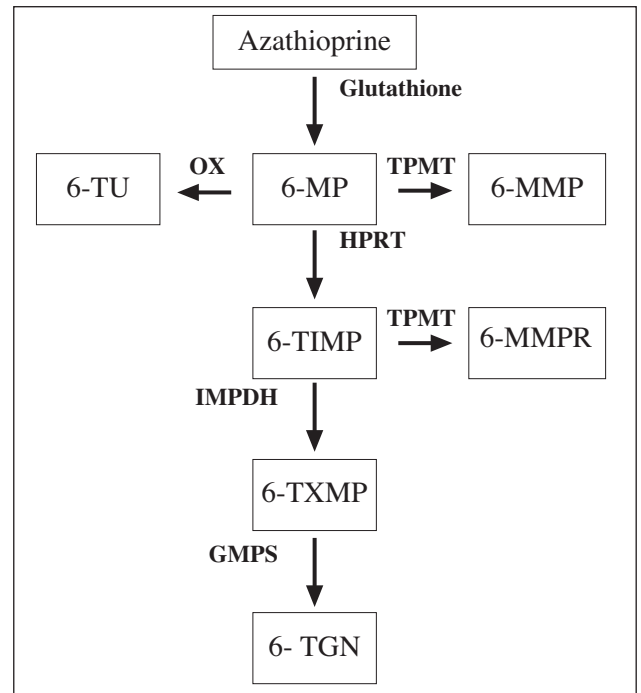 Azathioprine
Glutathione
OX
TPMT
6-TU
6-MP
6-MMP
HPRT
TPMT
6-TIMP
6-MMPR
IMPDH
6-TXMP
GMPS
6- TGN